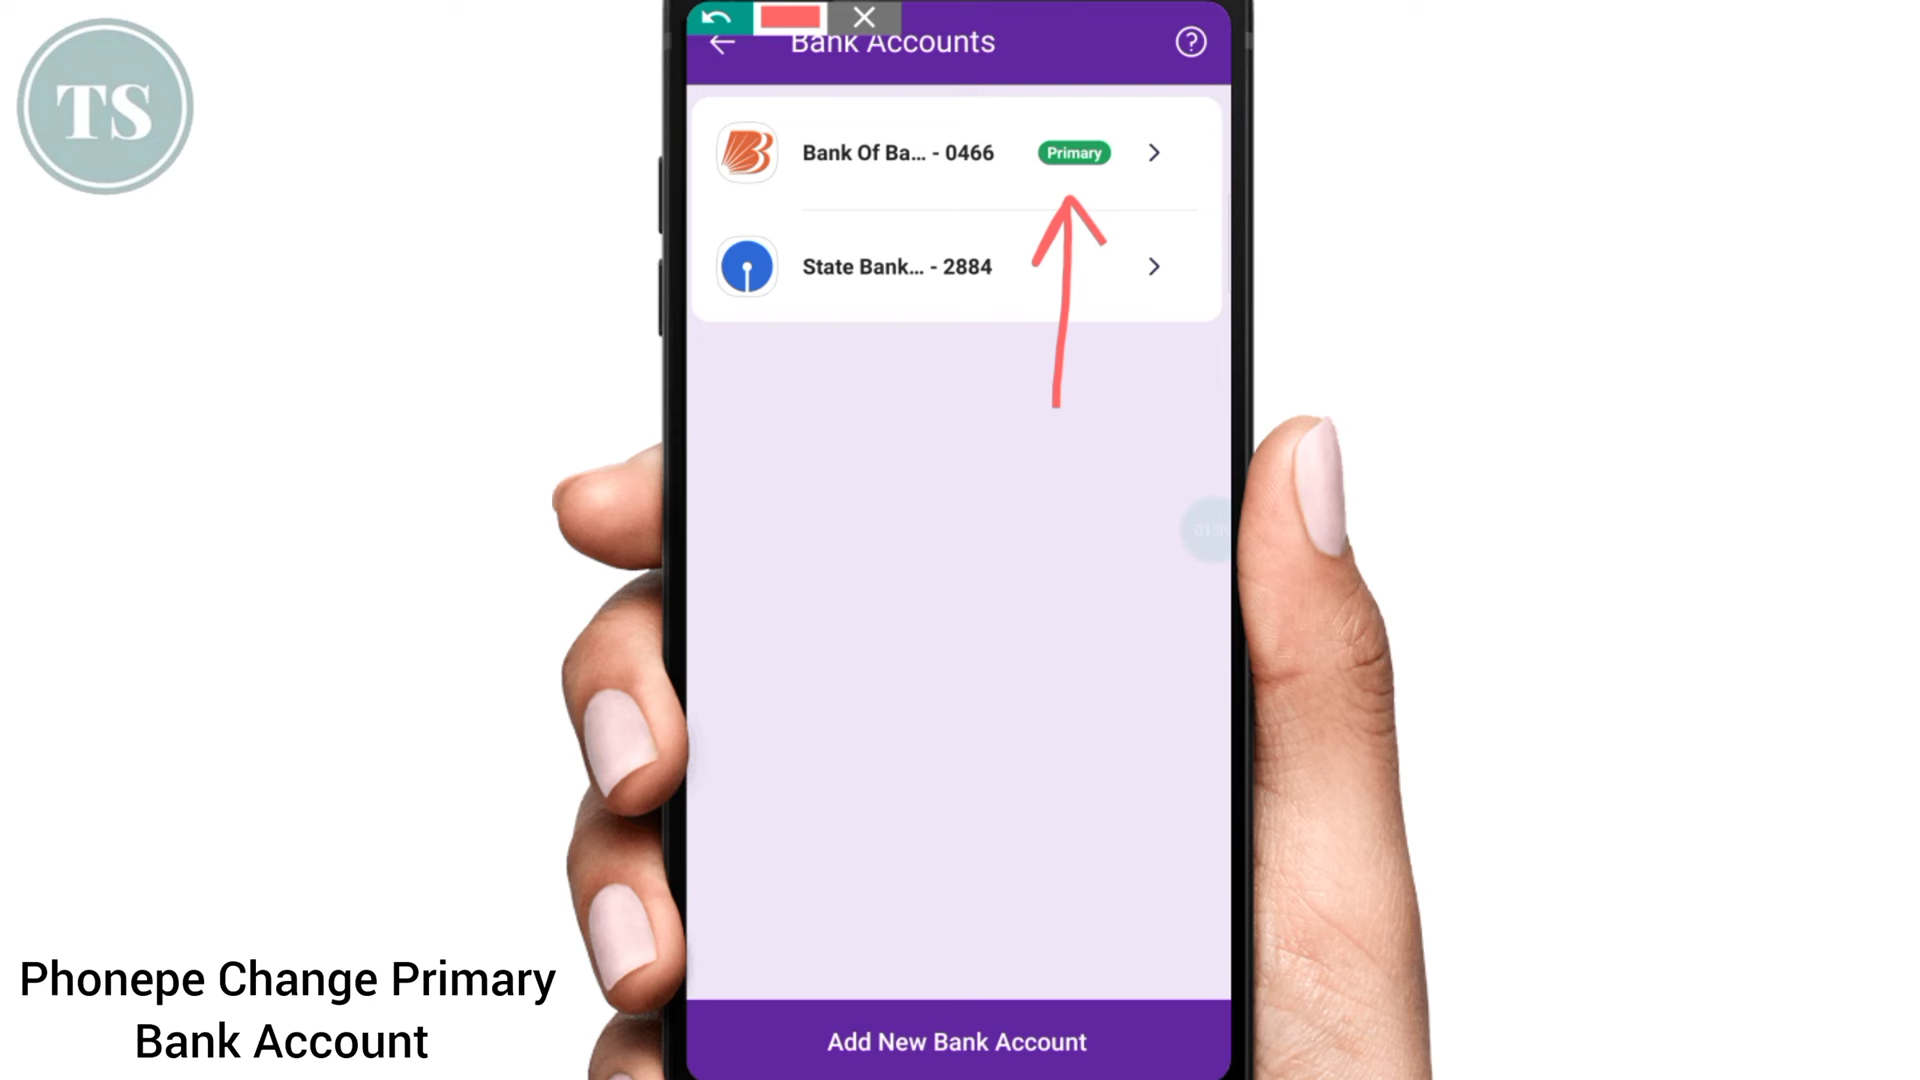 TS
Bank Accounts
?
Bank Of Ba... - 0466
Primary
State Bank... - 2884
Add New Bank Account
Phonepe Change Primary
Bank Account